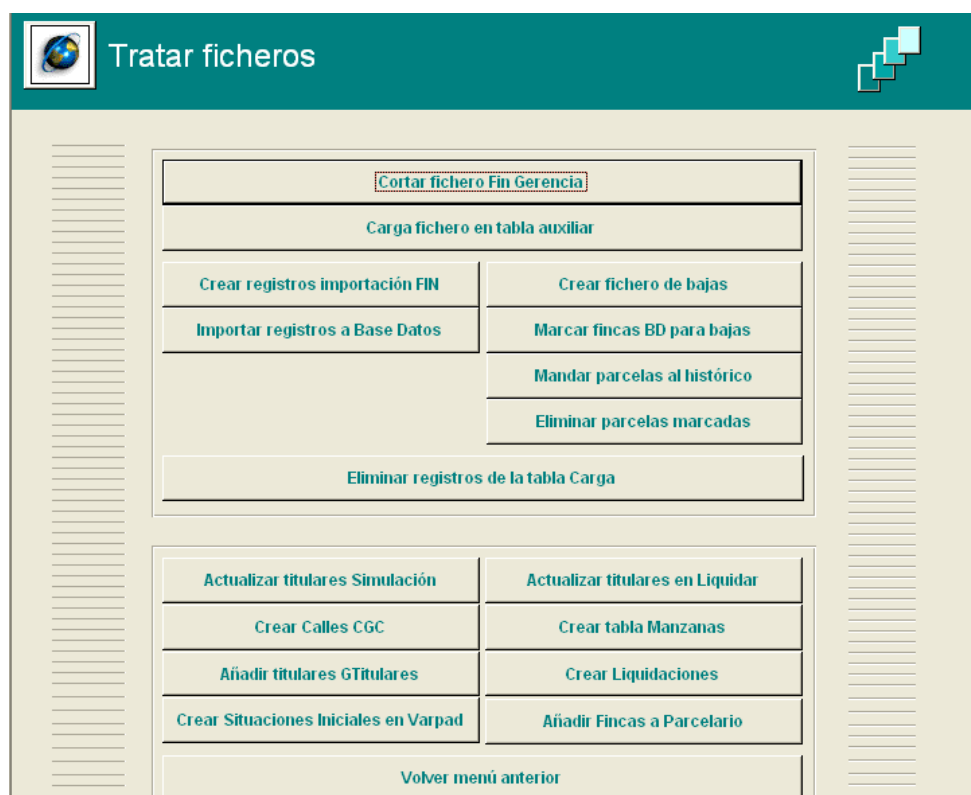 Tratar ficheros
Cortar fichero Fin Gerencia
Carga fichero en tabla auxiliar
Crear registros importación FIN
Crear fichero de bajas
Importar registros a Base Datos
Marcar fincas BD para bajas
Mandar parcelas al histórico
Eliminar parcelas marcadas
Eliminar registros de la tabla Carga
Actualizar titulares Simulación
Actualizar titulares en Liquidar
Crear Calles CGC
Crear tabla Manzanas
Añadir titulares GTitulares
Crear Liquidaciones
Crear Situaciones Iniciales en Varpad
Añadir Fincas a Parcelario
Volver menú anterior